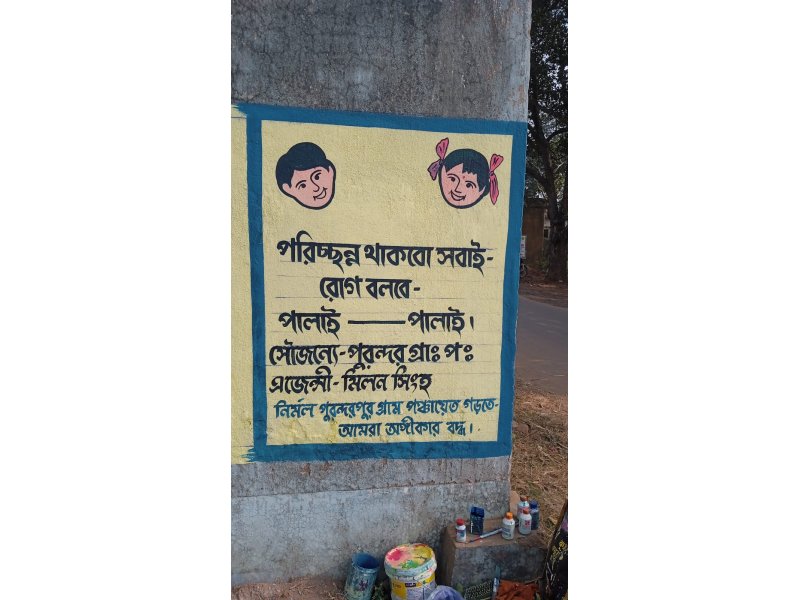 পরিচ্ছন্ন থাকবো সবাই-
রোগ বলবে-
পালাই —— পালাই।
সৌজন্যে-পুরন্দর গ্রাঃ পঃ
এজেন্সী- মিলন সিংহ
নির্মল পুরন্দরপুর গ্রাম পঞ্চায়েত গড়তে-
আমরা অঙ্গীকার বদ্ধ।